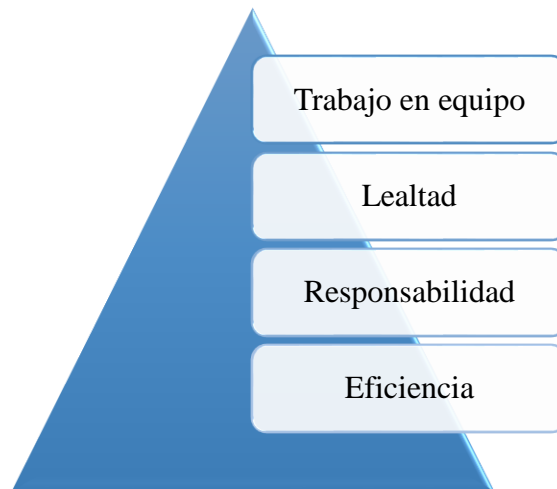 Trabajo en equipo
Lealtad
Responsabilidad
Eficiencia